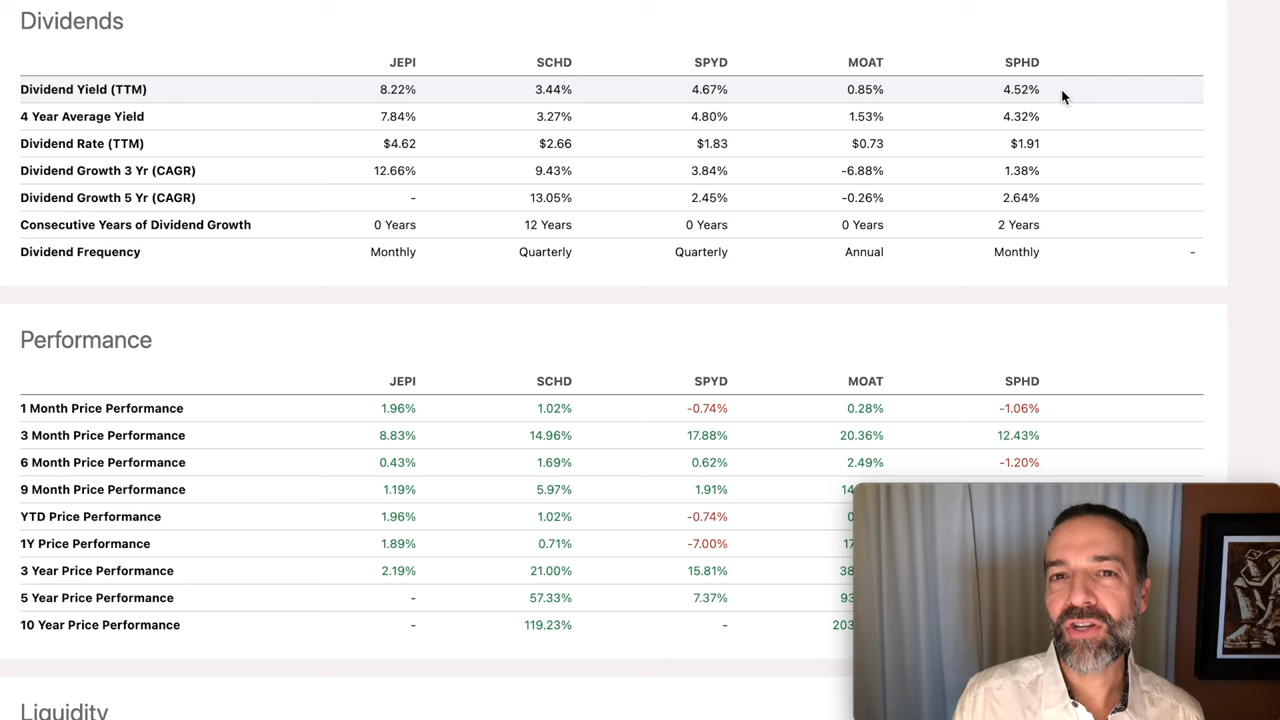 Dividends
JEPI SCHD SPYD MOAT SPHD
Dividend Yield (TTM) 8.22% 3.44% 4.67% 0.85% 4.52%
4 Year Average Yield 7.84% 3.27% 4.80% 1.53% 4.32%
Dividend Rate (TTM) $4.62 $2.66 $1.83 $0.73 $1.91
Dividend Growth 3 Yr (CAGR) 12.66% 9.43% 3.84% -6.88% 1.38%
Dividend Growth 5 Yr (CAGR) - 13.05% 2.45% -0.26% 2.64%
Consecutive Years of Dividend Growth 0 Years 12 Years 0 Years 0 Years 2 Years
Dividend Frequency Monthly Quarterly Quarterly Annual Monthly -
Performance
JEPI SCHD SPYD MOAT SPHD
1 Month Price Performance 1.96% 1.02% -0.74% 0.28% -1.06%
3 Month Price Performance 8.83% 14.96% 17.88% 20.36% 12.43%
6 Month Price Performance 0.43% 1.69% 0.62% 2.49% -1.20%
9 Month Price Performance 1.19% 5.97% 1.91% 14
YTD Price Performance 1.96% 1.02% -0.74% 0
1Y Price Performance 1.89% 0.71% -7.00% 17
3 Year Price Performance 2.19% 21.00% 15.81% 38
5 Year Price Performance - 57.33% 7.37% 93
10 Year Price Performance - 119.23% - 203
Liquidity